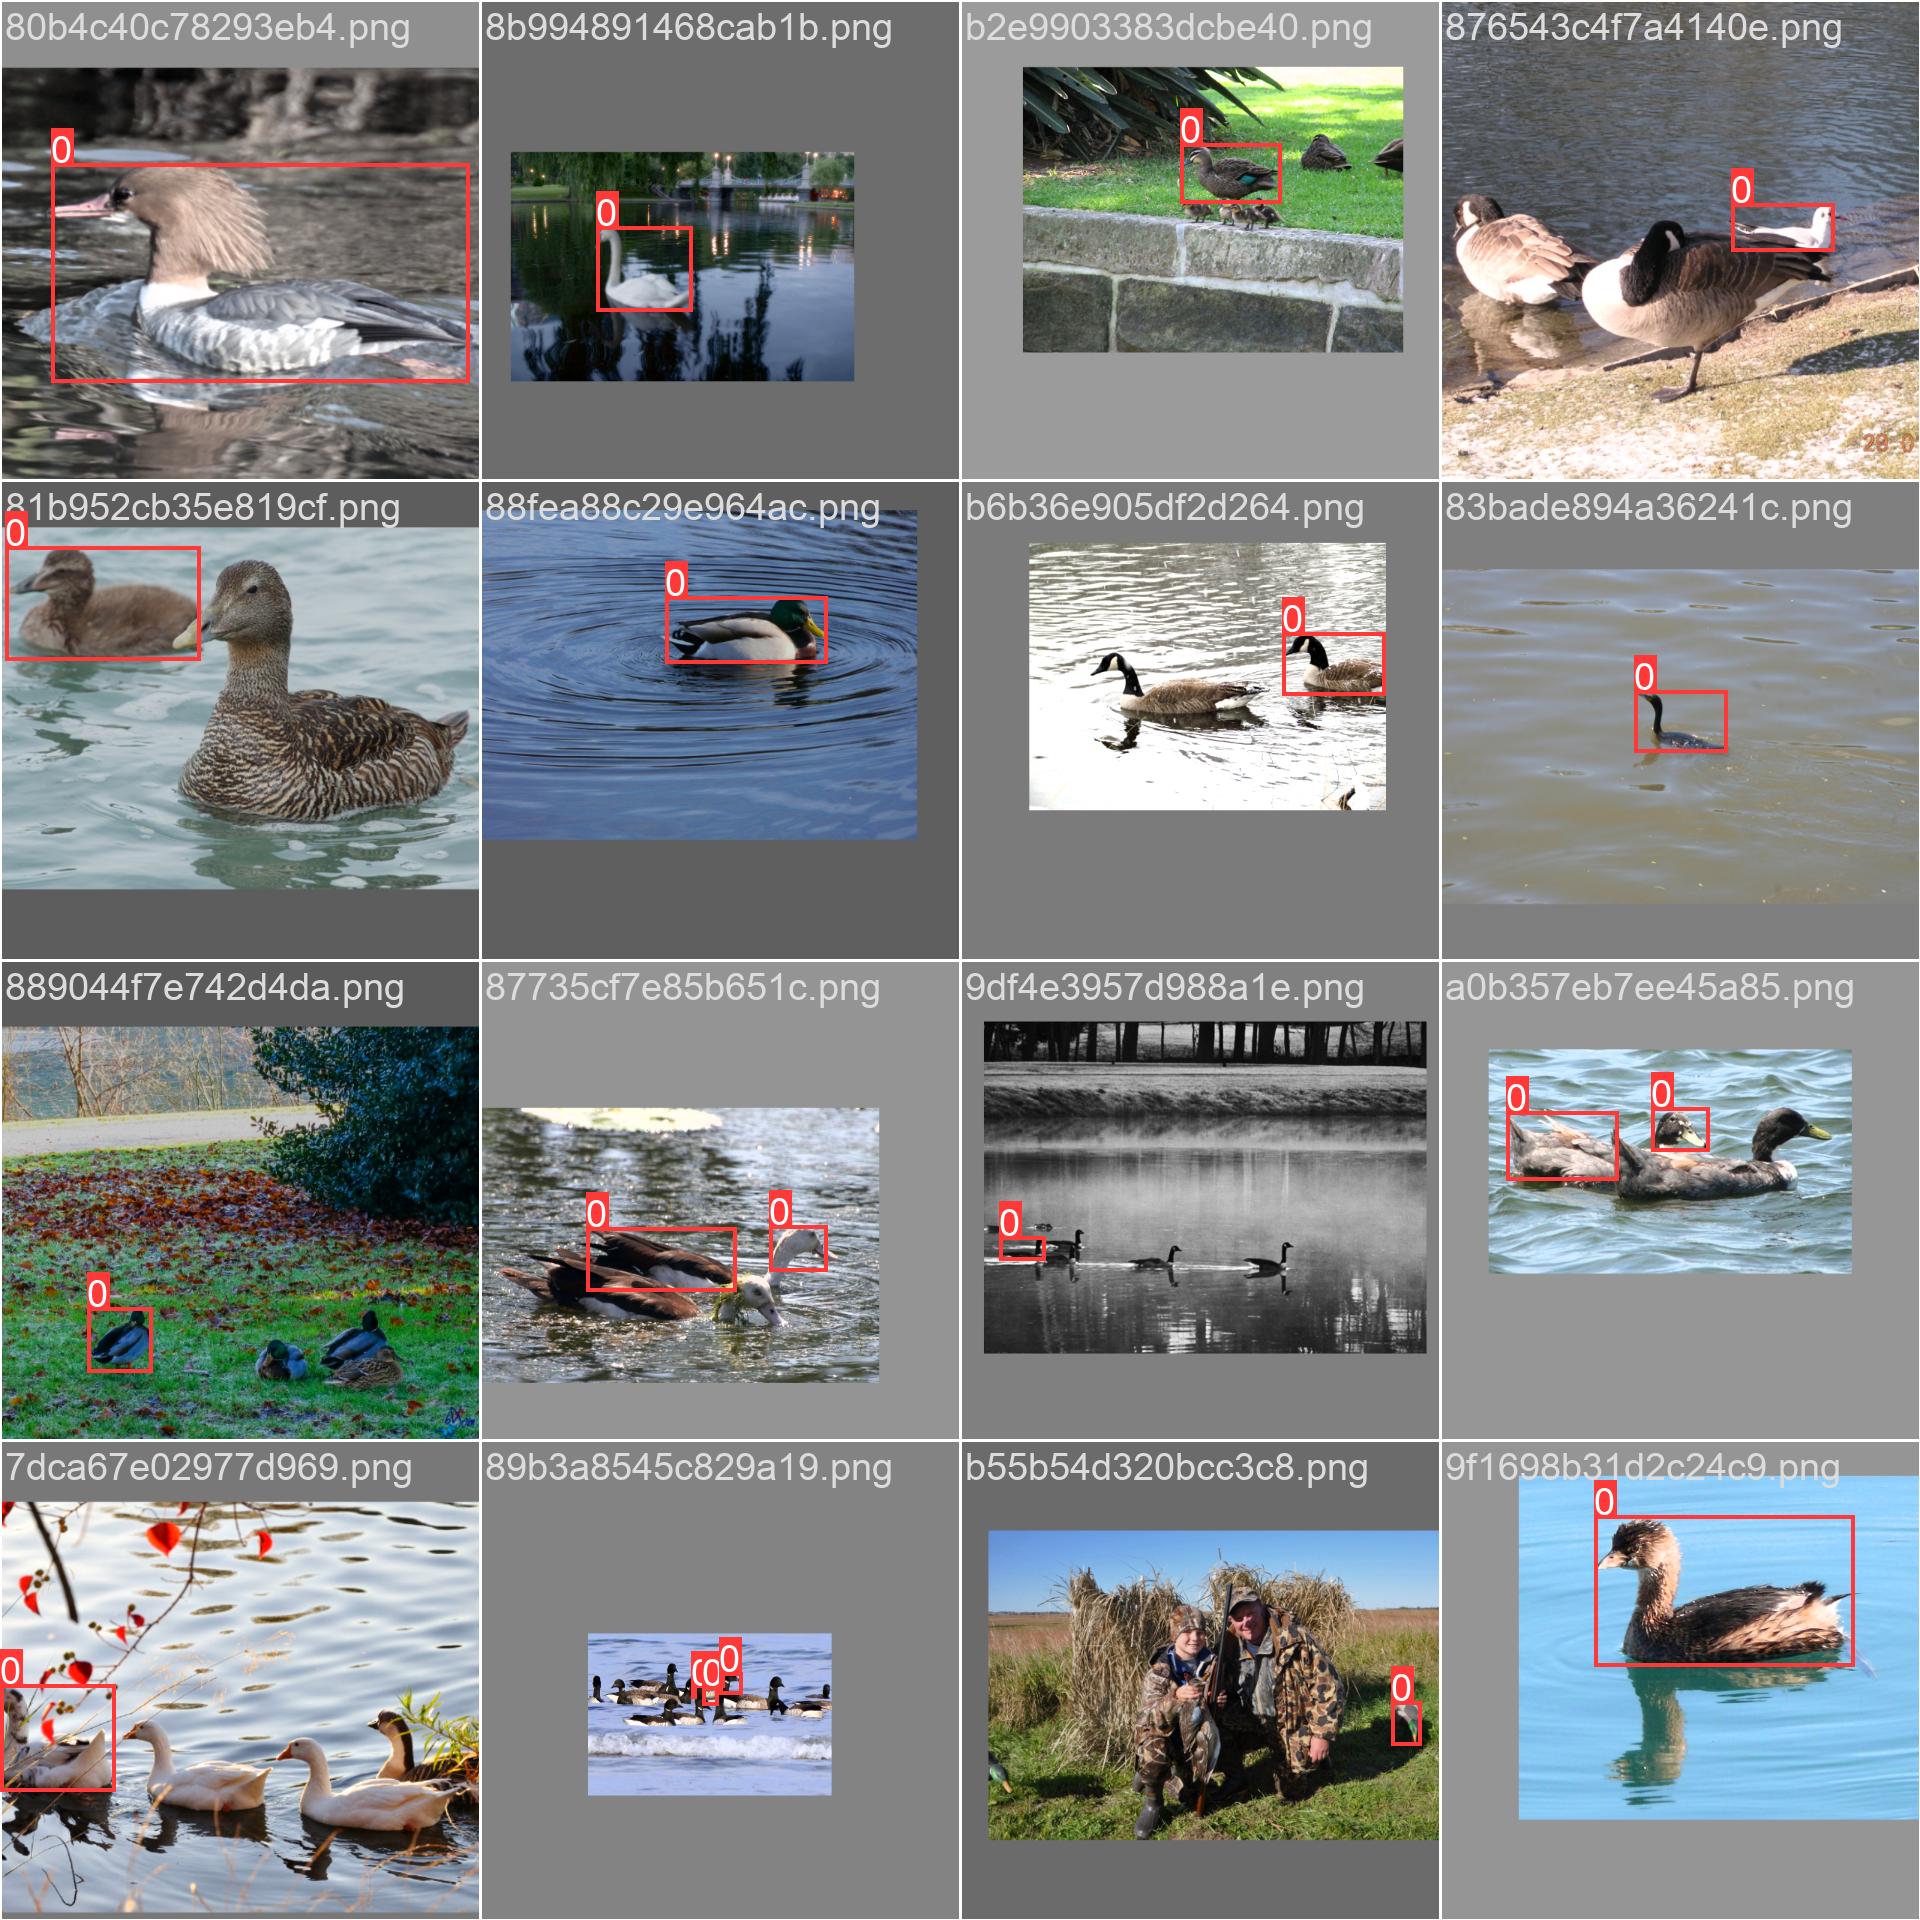 80b4c40c78293eb4.png
8b994891468cab1b.png
b2e9903383dcbe40.png
876543c4f7a4140e.png
0
0
0
0
28 0
81b952cb35e819cf.png
88fea88c29e964ac.png
b6b36e905df2d264.png
83bade894a36241c.png
0
0
0
0
889044f7e742d4da.png
87735cf7e85b651c.png
9df4e3957d988a1e.png
a0b357eb7ee45a85.png
0
0
0
0
0
0
7dca67e02977d969.png
89b3a8545c829a19.png
b55b54d320bcc3c8.png
9f1698b31d2c24c9.png
0
0
0
0
0
0